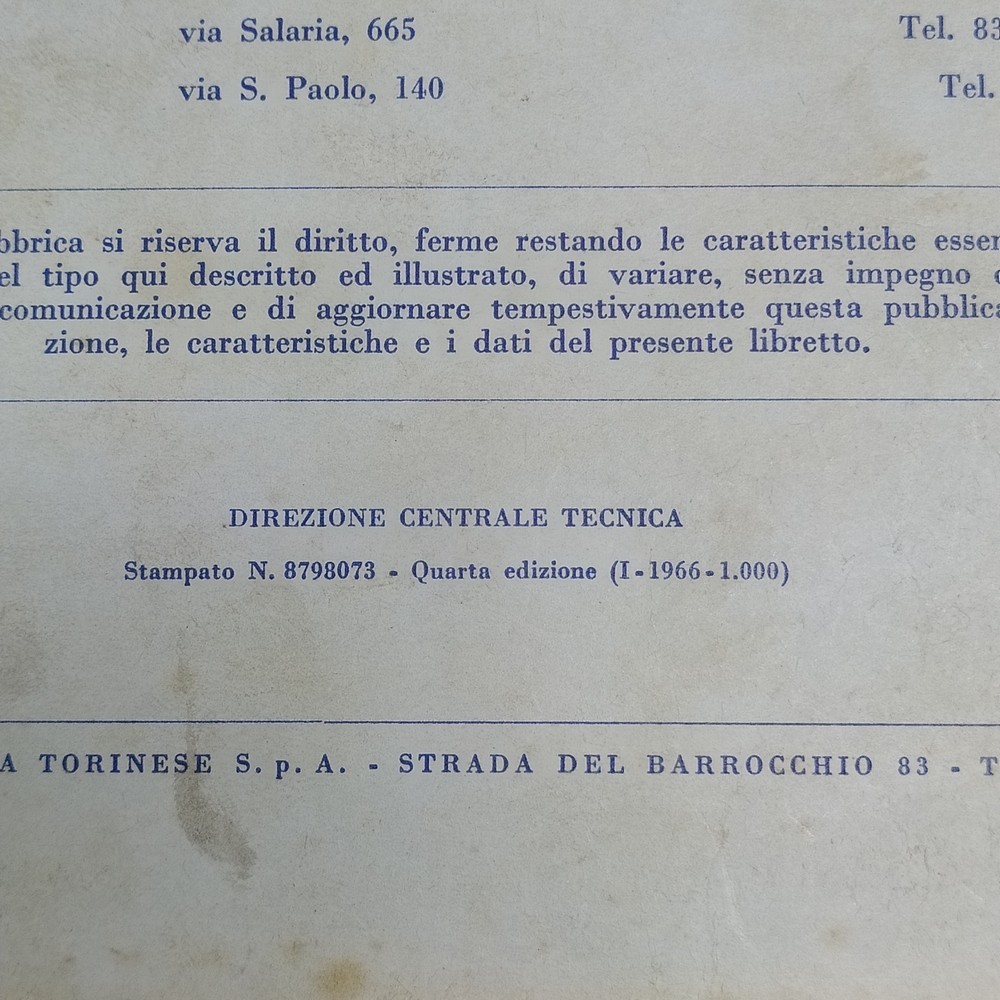 via Salaria, 665 Tel. 83
via S. Paolo, 140 Tel.
bbrica si riserva il diritto, ferme restando le caratteristiche essen
el tipo qui descritto ed illustrato, di variare, senza impegno
comunicazione e di aggiornare tempestivamente questa pubblica
zione, le caratteristiche e i dati del presente libretto.
DIREZIONE CENTRALE TECNICA
Stampato N. 8798073 - Quarta edizione (I-1966-1.000)
A TORINESE S. p. A. - STRADA DEL BARROCCHIO 83 - T